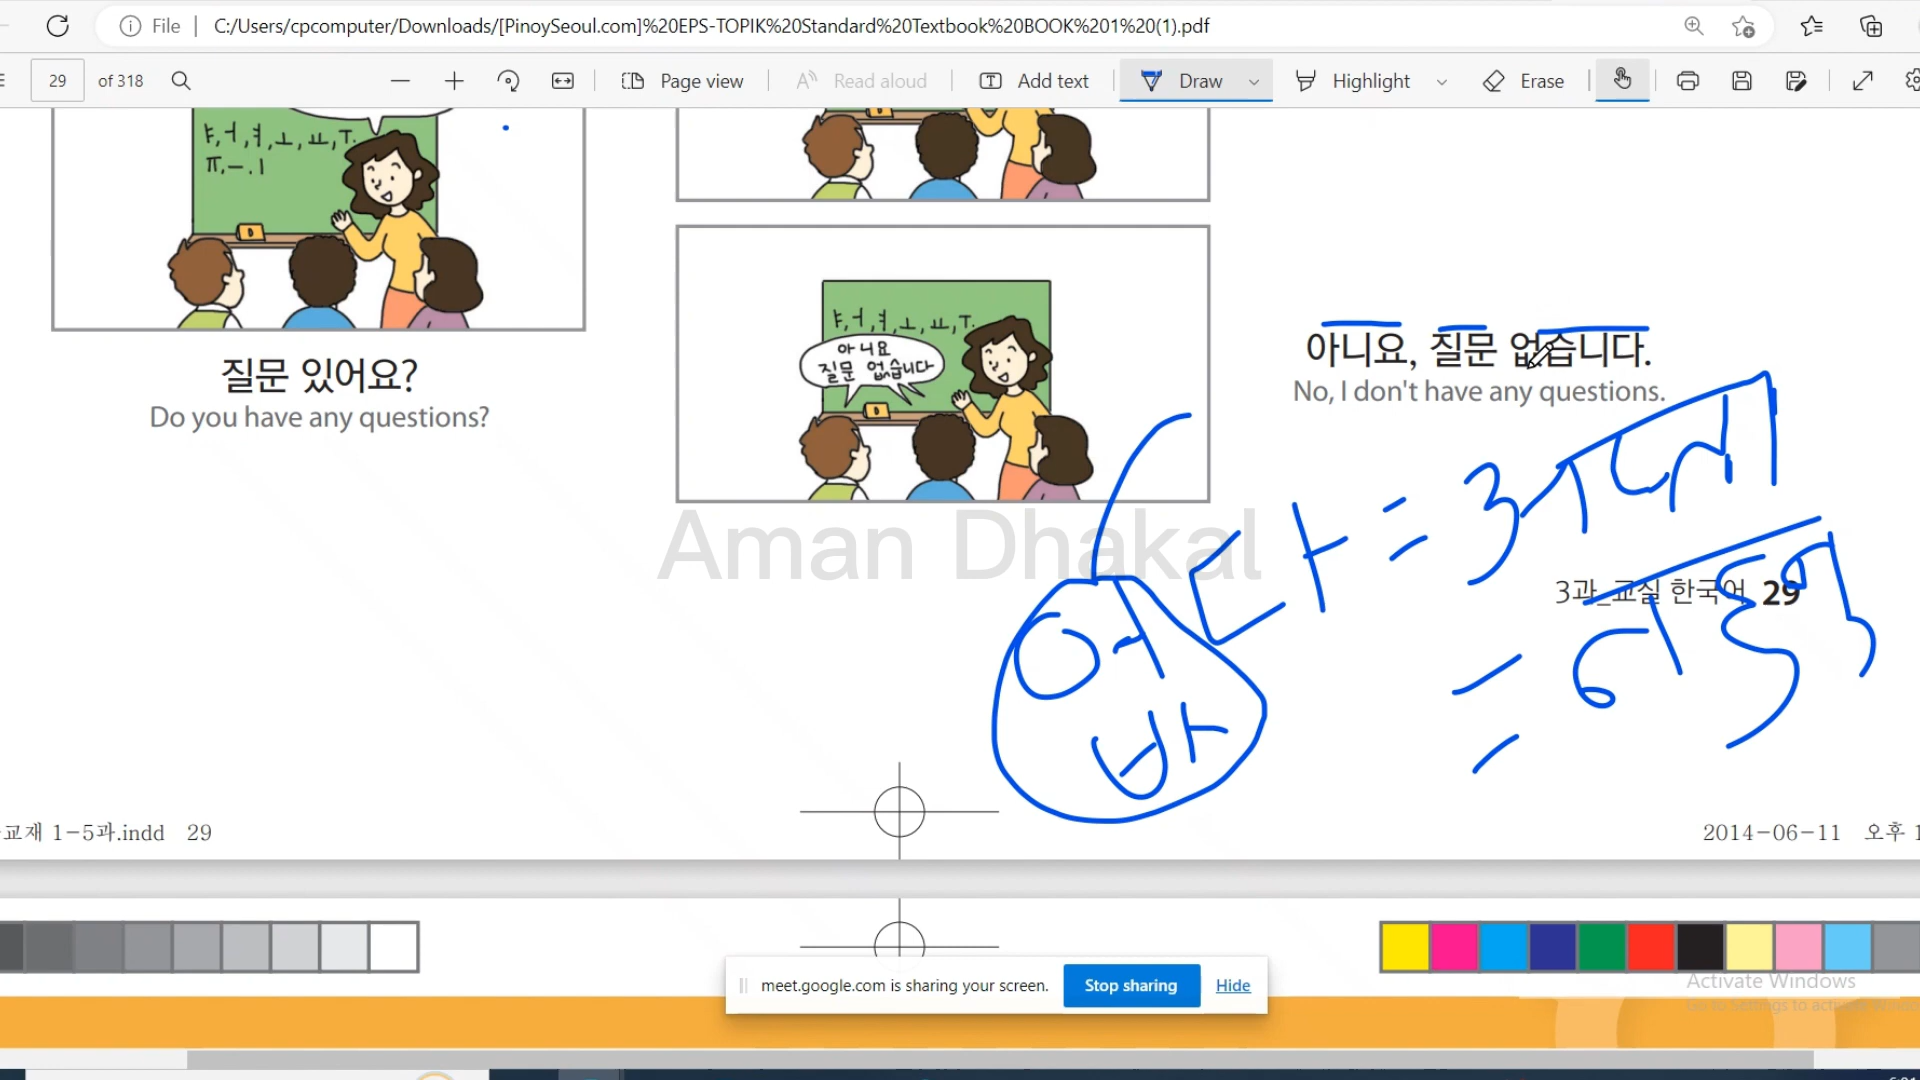 File | C:/Users/cpcomputer/Downloads/[PinoySeoul.com]%20EPS-TOPIK%20Standard%20Textbook%20BOOK%201%20(1).pdf
29 of 318 Page view Read aloud Add text Draw Highlight Erase
ㅑ,ㅓ,ㅕ,ㅗ,ㅛ,ㅜ.
ㅠ,ㅡ.ㅣ
질문 있어요?
Do you have any questions?
ㅑ,ㅓ,ㅕ,ㅗ,ㅛ,ㅜ.
아니요
질문 없습니다
아니요, 질문 없습니다.
No, I don't have any questions.
Aman Dhakal
다 =
3과_교실 한국어 29
교재 1-5과.indd 29
2014-06-11 오후 1
meet.google.com is sharing your screen. Stop sharing Hide
Activate Windows